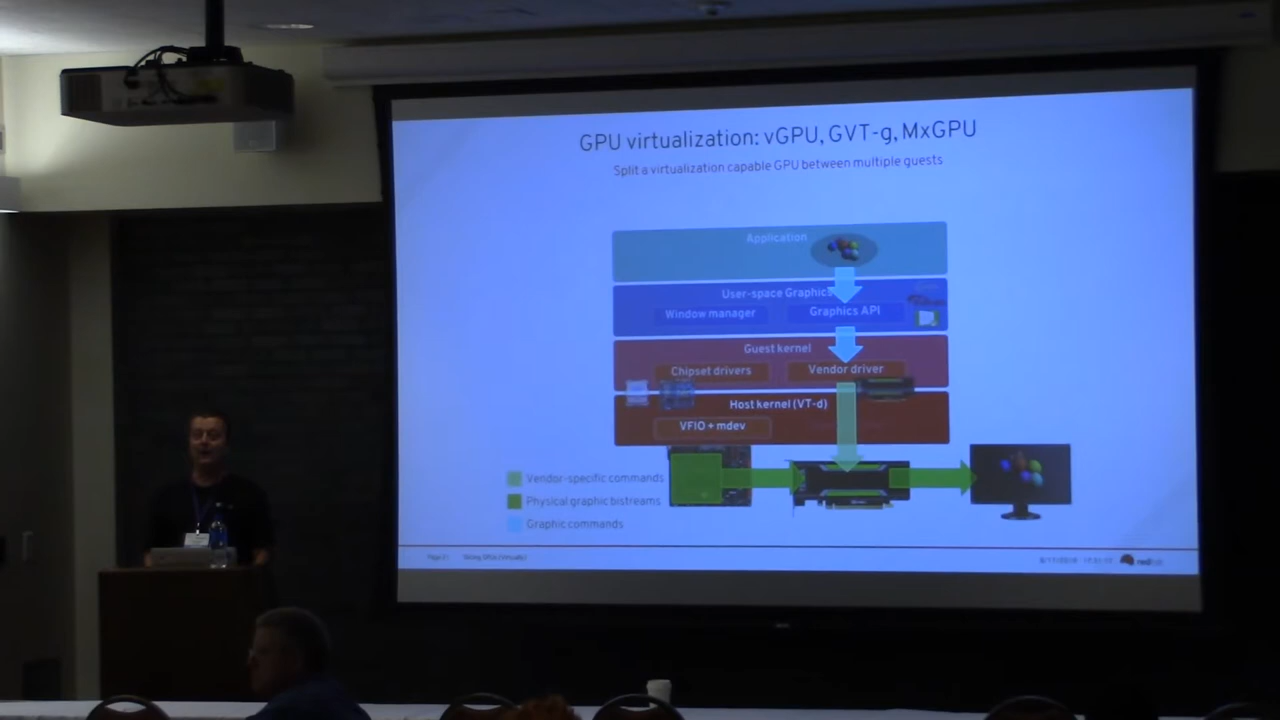 GPU virtualization: vGPU, GVT-g, MxGPU
Split a virtualization capable GPU between multiple guests
Application
User-space Graphics
Window manager
Graphics API
Guest kernel
Chipset drivers
Vendor driver
Host kernel (VT-d)
VFIO + mdev
Vendor-specific commands
Physical graphic bistreams
Graphic commands
redhat